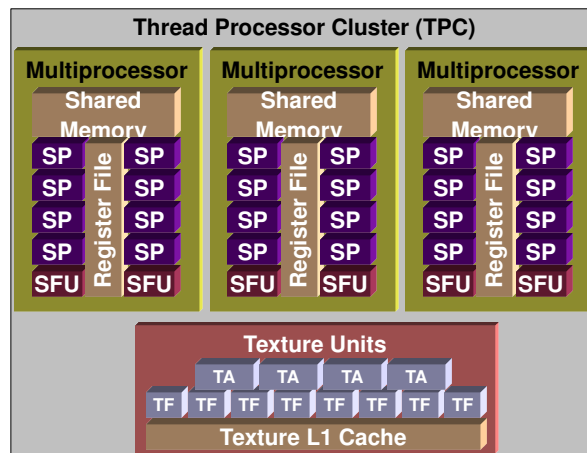 Thread Processor Cluster (TPC)
Multiprocessor Multiprocessor Multiprocessor
Shared Memory Shared Memory Shared Memory
SP SP SP SP SP SP
SP SP SP SP SP SP
SP SP SP SP SP SP
SP SP SP SP SP SP
Register File Register File Register File
SFU SFU SFU SFU SFU SFU
Texture Units
TA TA TA TA
TF TF TF TF TF TF TF TF
Texture L1 Cache